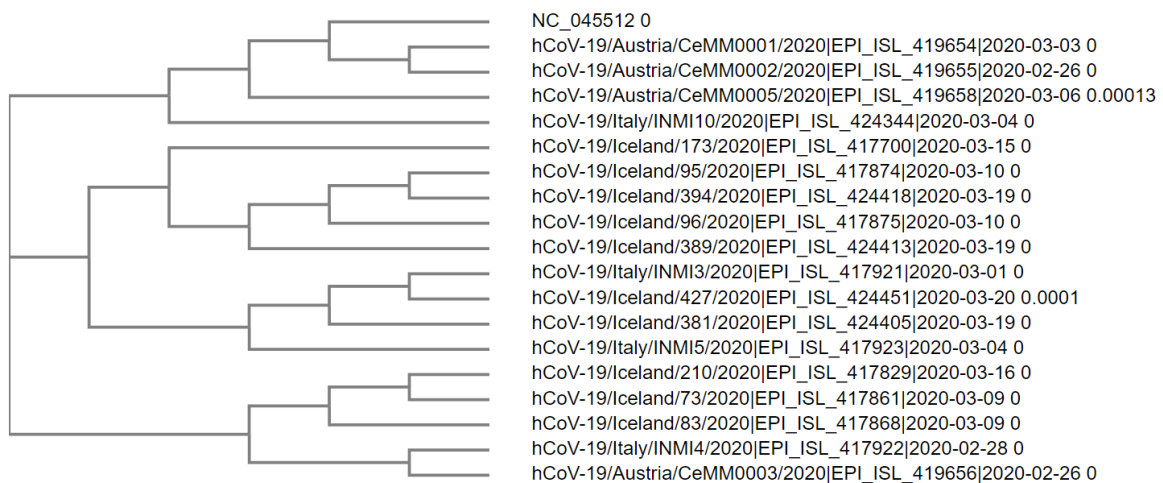 NC_045512 0
hCoV-19/Austria/CeMM0001/2020|EPI_ISL_419654|2020-03-03 0
hCoV-19/Austria/CeMM0002/2020|EPI_ISL_419655|2020-02-26 0
hCoV-19/Austria/CeMM0005/2020|EPI_ISL_419658|2020-03-06 0.00013
hCoV-19/Italy/INMI10/2020|EPI_ISL_424344|2020-03-04 0
hCoV-19/Iceland/173/2020|EPI_ISL_417700|2020-03-15 0
hCoV-19/Iceland/95/2020|EPI_ISL_417874|2020-03-10 0
hCoV-19/Iceland/394/2020|EPI_ISL_424418|2020-03-19 0
hCoV-19/Iceland/96/2020|EPI_ISL_417875|2020-03-10 0
hCoV-19/Iceland/389/2020|EPI_ISL_424413|2020-03-19 0
hCoV-19/Italy/INMI3/2020|EPI_ISL_417921|2020-03-01 0
hCoV-19/Iceland/427/2020|EPI_ISL_424451|2020-03-20 0.0001
hCoV-19/Iceland/381/2020|EPI_ISL_424405|2020-03-19 0
hCoV-19/Italy/INMI5/2020|EPI_ISL_417923|2020-03-04 0
hCoV-19/Iceland/210/2020|EPI_ISL_417829|2020-03-16 0
hCoV-19/Iceland/73/2020|EPI_ISL_417861|2020-03-09 0
hCoV-19/Iceland/83/2020|EPI_ISL_417868|2020-03-09 0
hCoV-19/Italy/INMI4/2020|EPI_ISL_417922|2020-02-28 0
hCoV-19/Austria/CeMM0003/2020|EPI_ISL_419656|2020-02-26 0